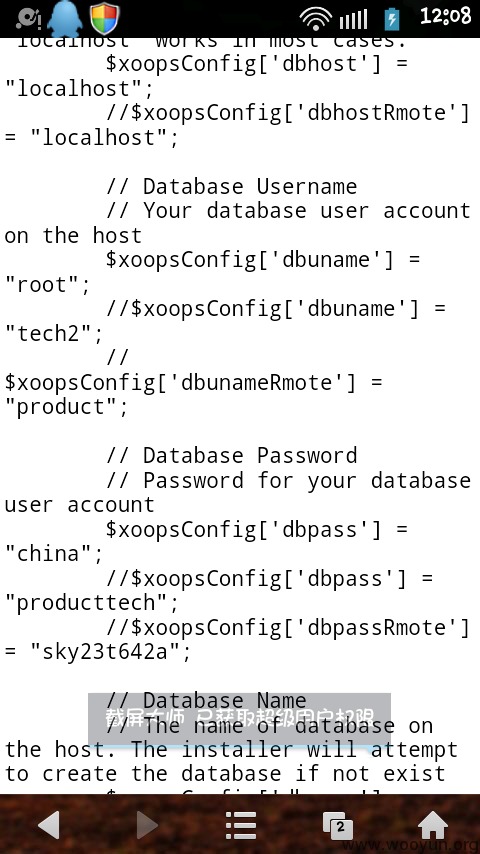 12:08
"localhost" works in most cases.
$xoopsConfig['dbhost'] =
"localhost";
//$xoopsConfig['dbhostRmote']
= "localhost";
// Database Username
// Your database user account
on the host
$xoopsConfig['dbuname'] =
"root";
//$xoopsConfig['dbuname'] =
"tech2";
//
$xoopsConfig['dbunameRmote'] =
"product";
// Database Password
// Password for your database
user account
$xoopsConfig['dbpass'] =
"china";
//$xoopsConfig['dbpass'] =
"producttech";
//$xoopsConfig['dbpassRmote']
= "sky23t642a";
// Database Name
截屏大师 已获取超级用户权限
// The name of database on
the host. The installer will attempt
to create the database if not exist
2
www.wooyun.org